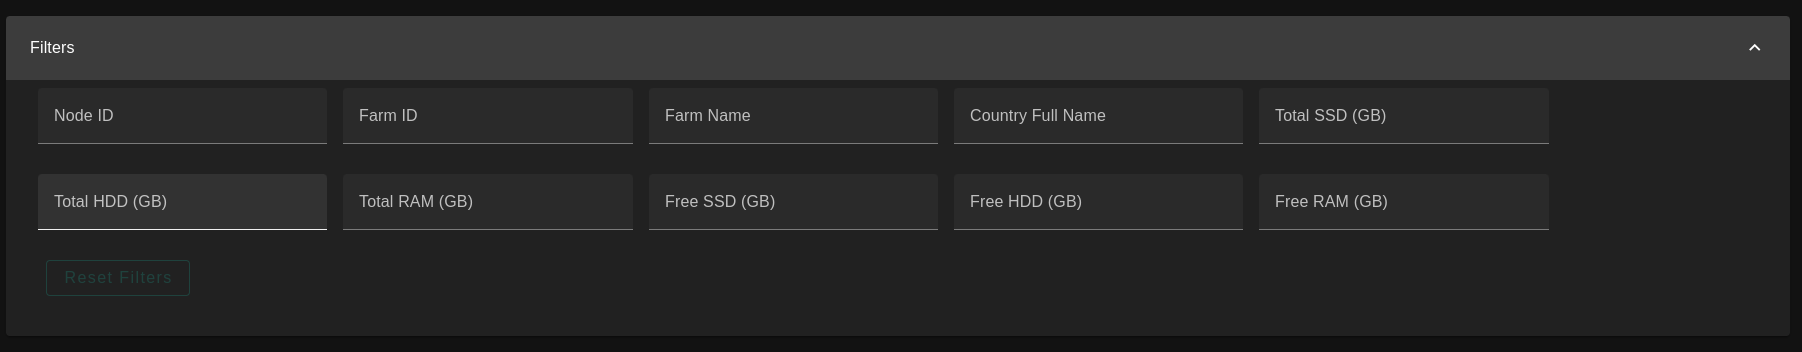 Filters
Node ID
Farm ID
Farm Name
Country Full Name
Total SSD (GB)
Total HDD (GB)
Total RAM (GB)
Free SSD (GB)
Free HDD (GB)
Free RAM (GB)
Reset Filters